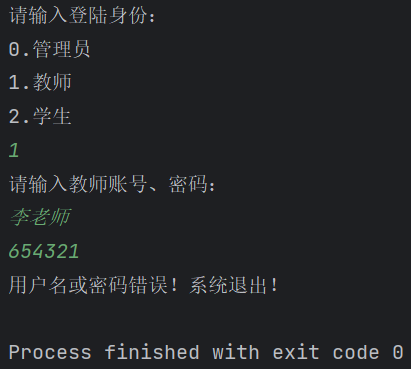 请输入登陆身份：
0.管理员
1.教师
2.学生
1
请输入教师账号、密码：
李老师
654321
用户名或密码错误！系统退出！
Process finished with exit code 0